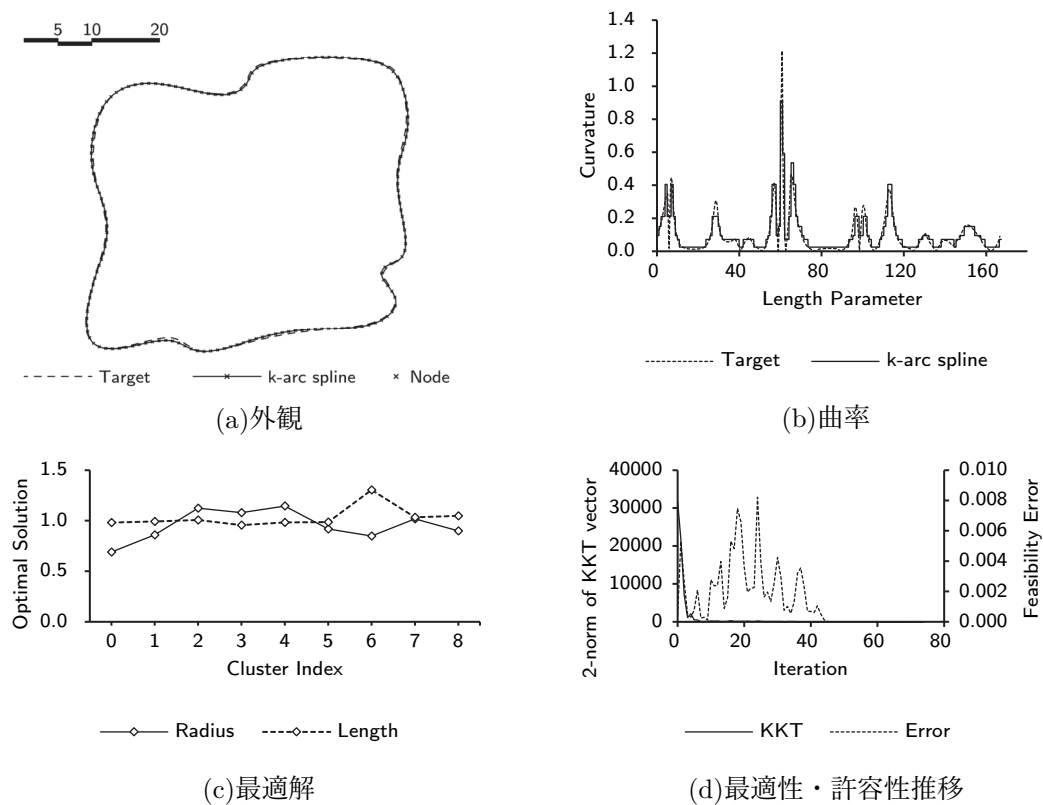 5 10 20
Target k-arc spline Node
(a)外観
1.4
1.2
1.0
0.8
0.6
0.4
0.2
0.0
Curvature
0 40 80 120 160
Length Parameter
Target k-arc spline
(b)曲率
1.5
1.0
0.5
0.0
Optimal Solution
0 1 2 3 4 5 6 7 8
Cluster Index
Radius Length
(c)最適解
40000
30000
20000
10000
0
2-norm of KKT vector
0.010
0.008
0.006
0.004
0.002
0.000
Feasibility Error
0 20 40 60 80
Iteration
KKT Error
(d)最適性・許容性推移